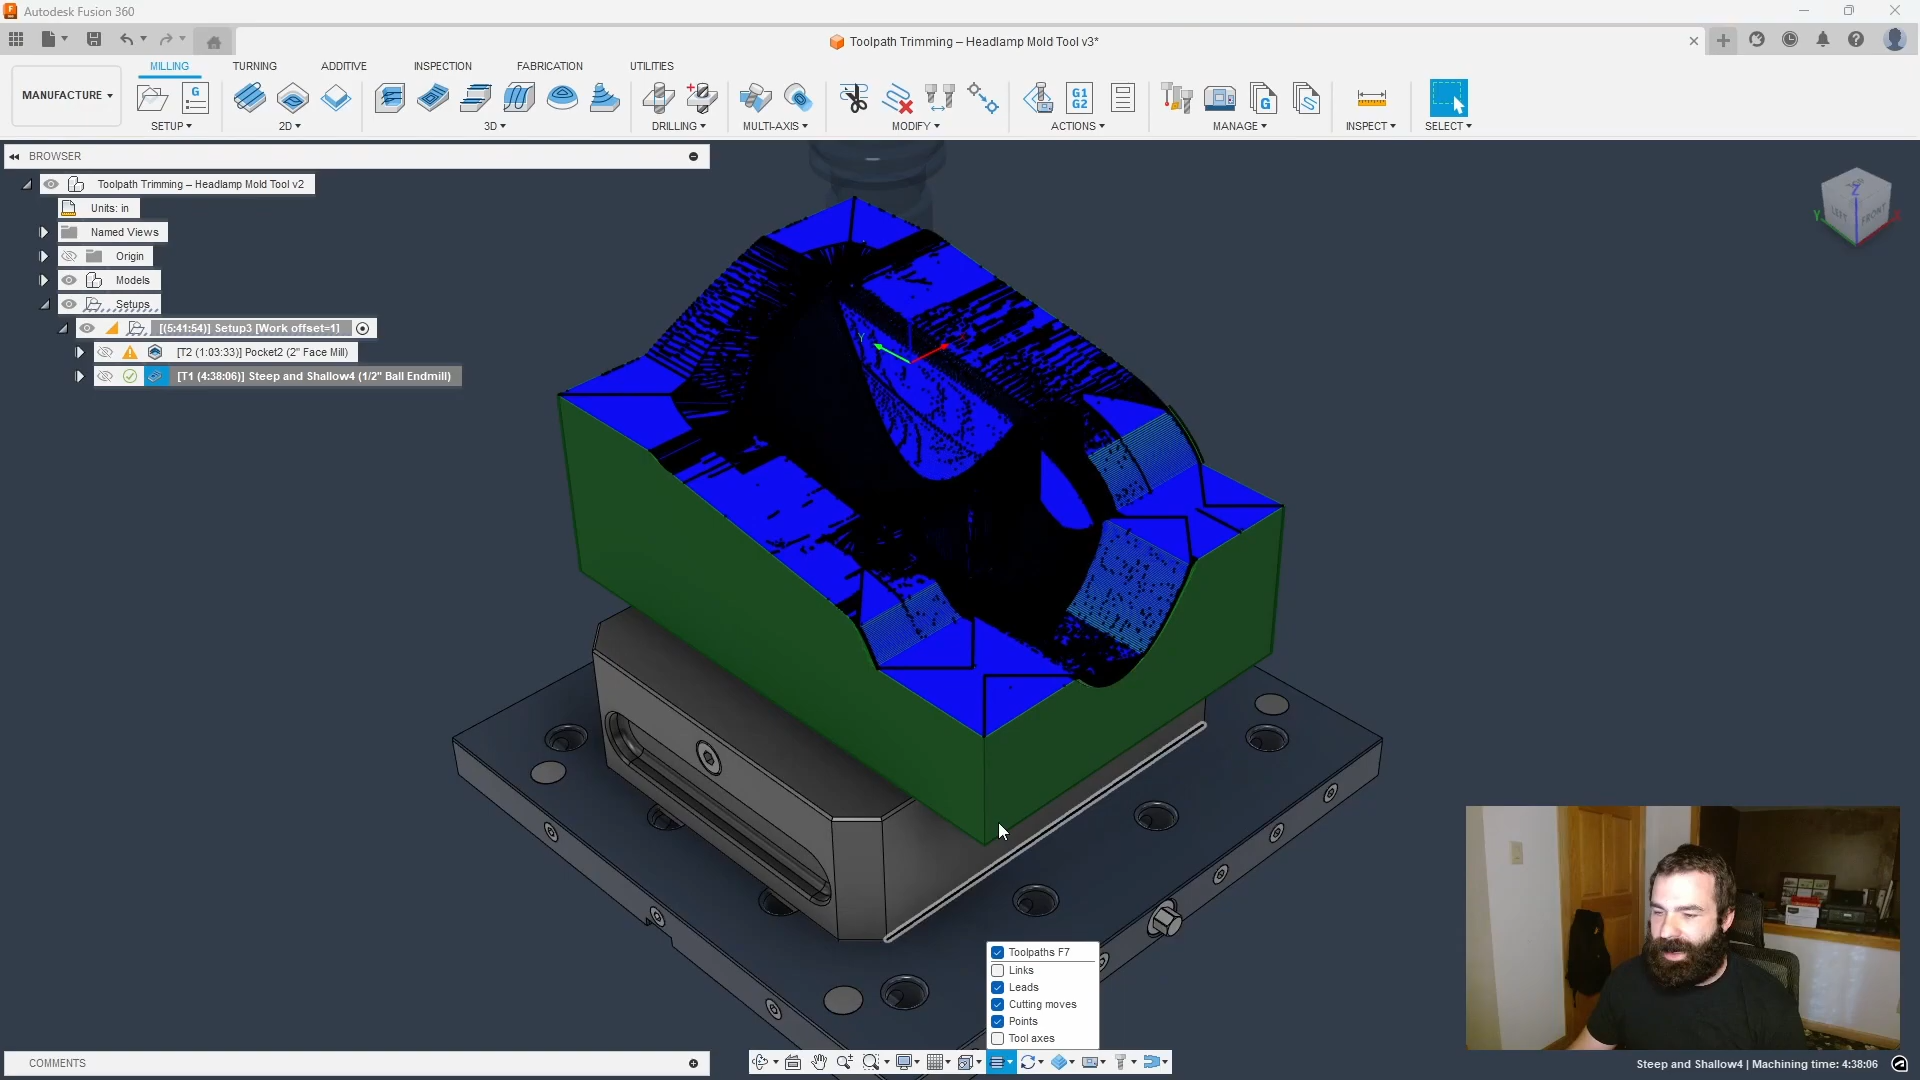 Autodesk Fusion 360
Toolpath Trimming – Headlamp Mold Tool v3*
MILLING TURNING ADDITIVE INSPECTION FABRICATION UTILITIES
MANUFACTURE
G
G1
G2
G
SETUP 2D 3D DRILLING MULTI-AXIS MODIFY ACTIONS MANAGE INSPECT SELECT
BROWSER
Toolpath Trimming – Headlamp Mold Tool v2
Units: in
Named Views
Origin
Models
Setups
[(5:41:54)] Setup3 [Work offset=1]
[T2 (1:03:33)] Pocket2 (2" Face Mill)
[T1 (4:38:06)] Steep and Shallow4 (1/2" Ball Endmill)
Z
Y
X
LEFT
FRONT
Y
Toolpaths F7
Links
Leads
Cutting moves
Points
Tool axes
COMMENTS
Steep and Shallow4 | Machining time: 4:38:06